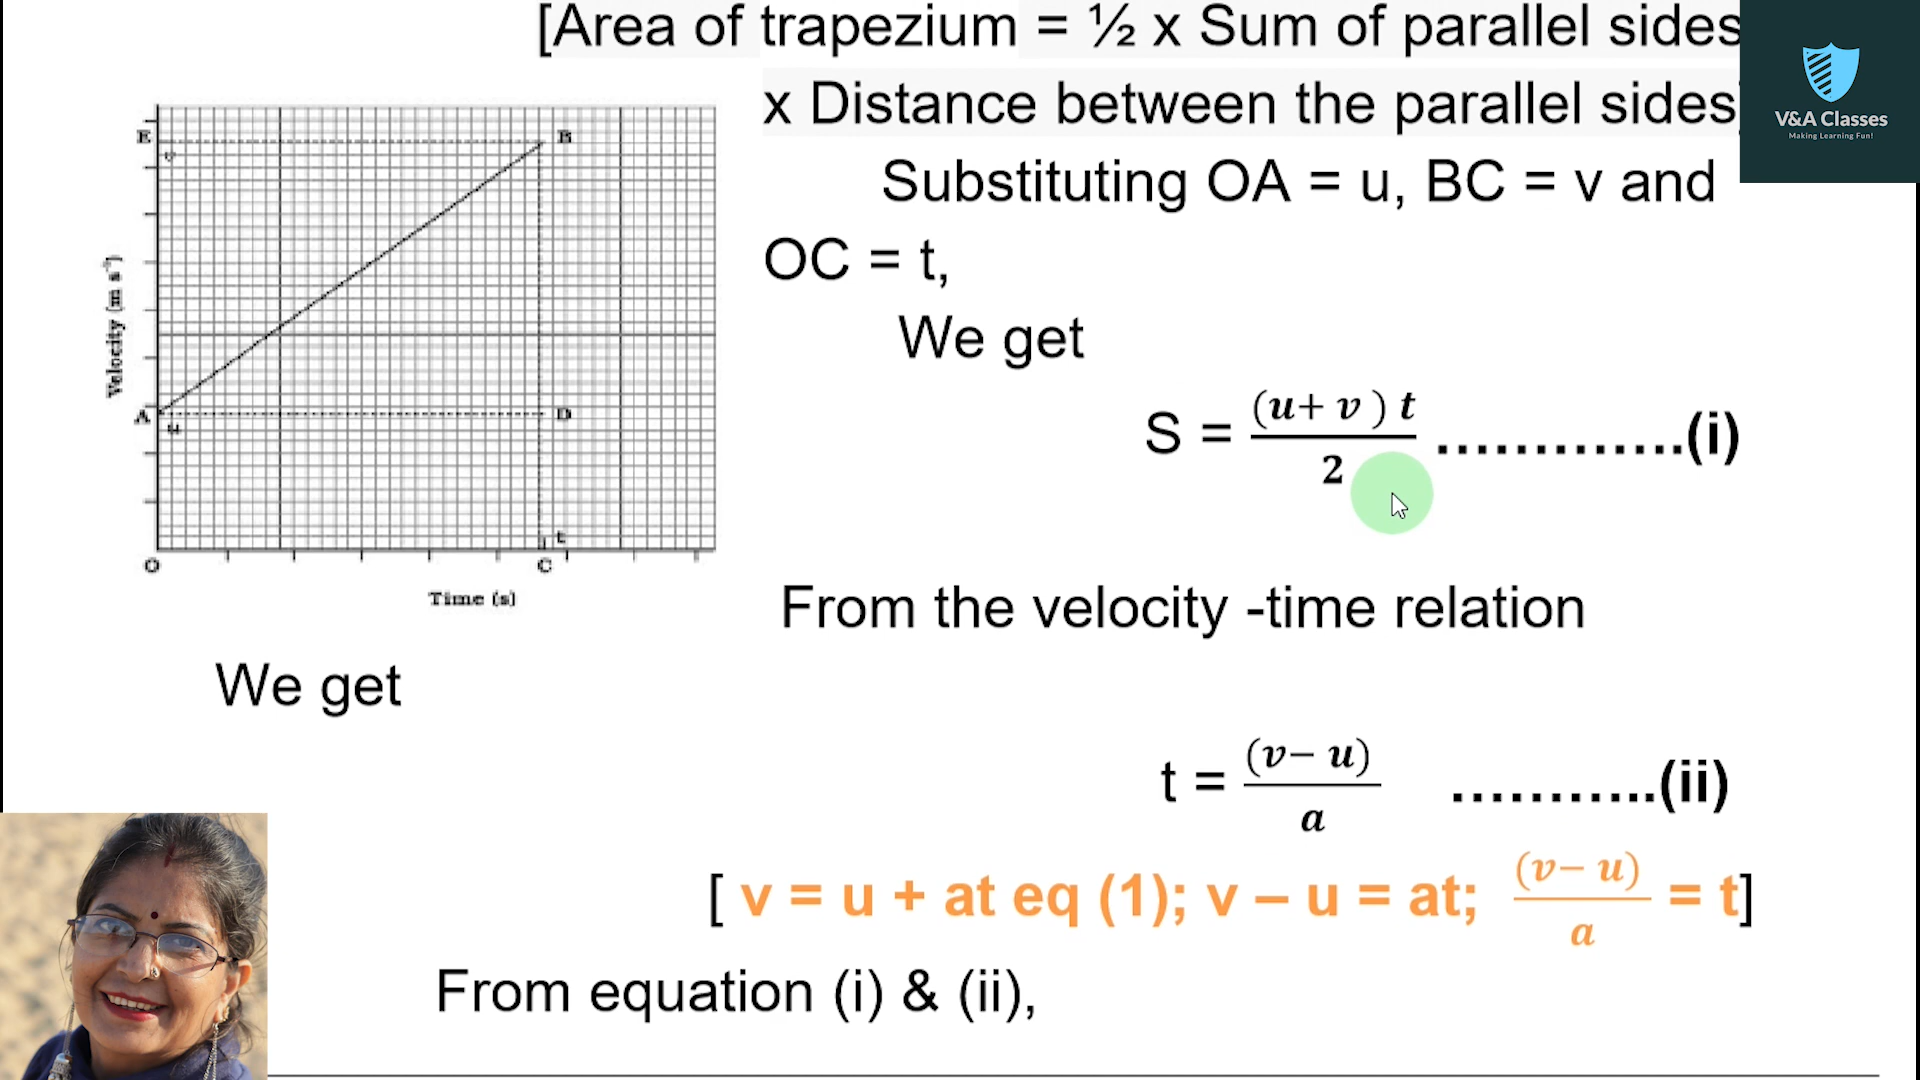 [Area of trapezium = ½ x Sum of parallel sides
x Distance between the parallel sides]
V&A Classes
Making Learning Fun!
Substituting OA = u, BC = v and
OC = t,
We get
S = (u+ v ) t / 2 .............(i)
E
B
v
Velocity (m s⁻¹)
A
u
D
t
O
C
Time (s)
From the velocity -time relation
We get
t = (v− u) / a ...........(ii)
[ v = u + at eq (1); v – u = at; (v− u) / a = t]
From equation (i) & (ii),